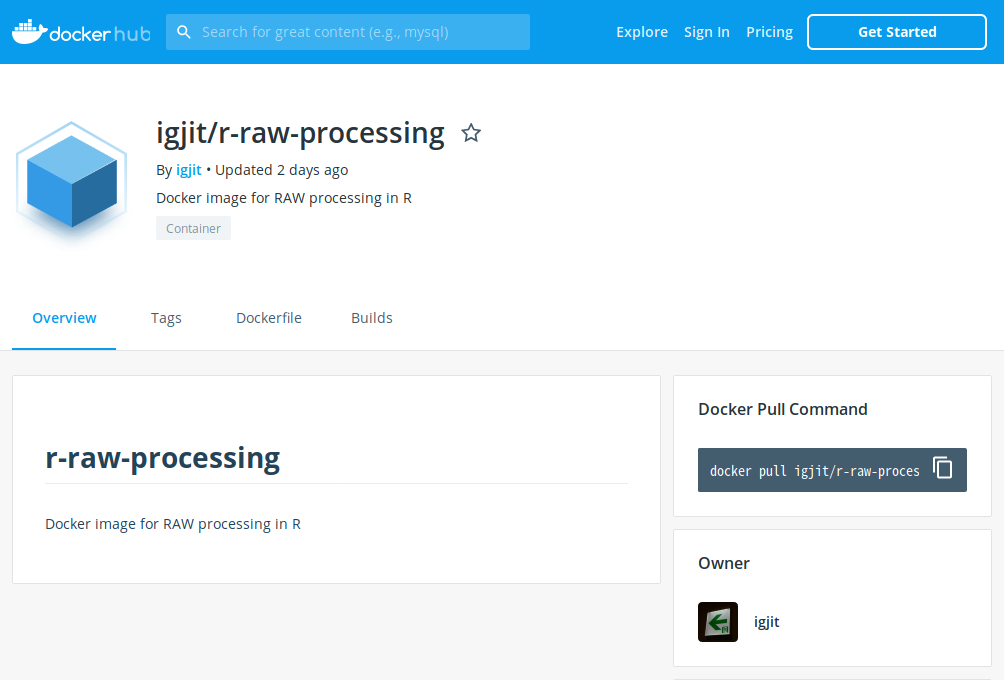 docker hub
Search for great content (e.g., mysql)
Explore
Sign In
Pricing
Get Started
igjit/r-raw-processing
By igjit • Updated 2 days ago
Docker image for RAW processing in R
Container
Overview
Tags
Dockerfile
Builds
r-raw-processing
Docker image for RAW processing in R
Docker Pull Command
docker pull igjit/r-raw-proces
Owner
igjit